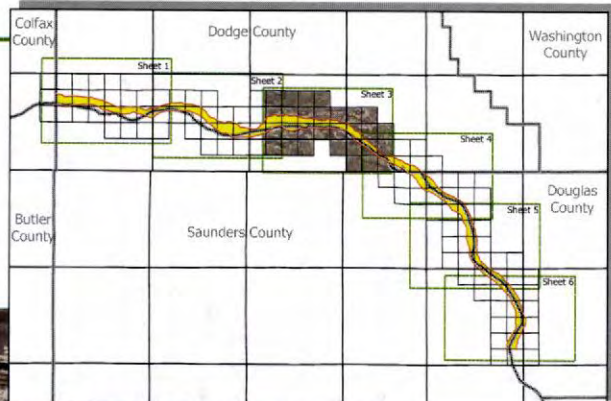 Colfax
County
Dodge County
Washington
County
Sheet 1
Sheet 2
Sheet 3
Sheet 4
Butler
County
Saunders County
Douglas
County
Sheet 5
Sheet 6